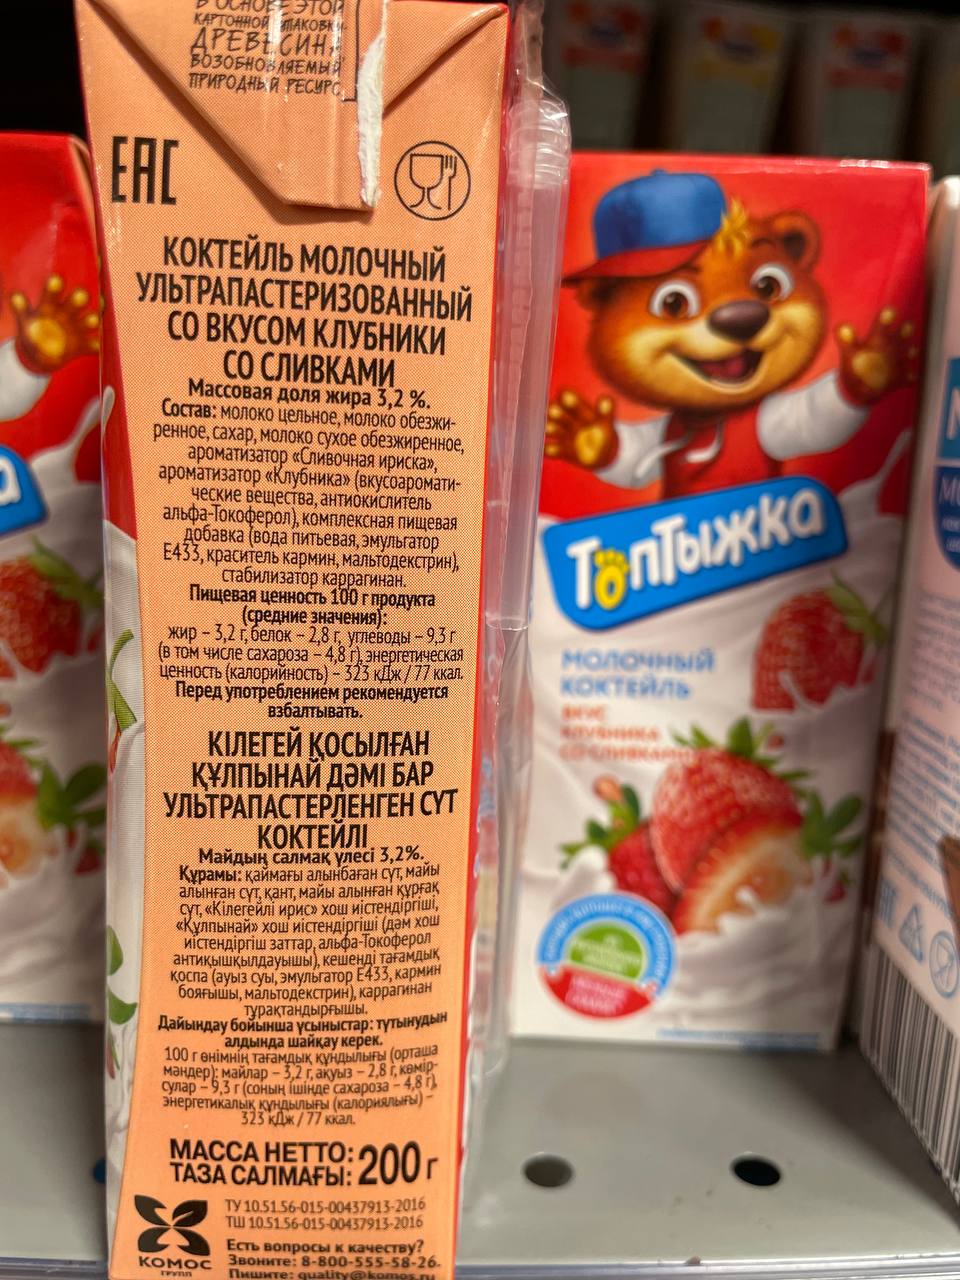 В ОСНОВЕ ЭТОЙ
КАРТОННОЙ УПАКОВКИ
ДРЕВЕСИНА
ВОЗОБНОВЛЯЕМЫЙ
ПРИРОДНЫЙ РЕСУРС
EAC
КОКТЕЙЛЬ МОЛОЧНЫЙ
УЛЬТРАПАСТЕРИЗОВАННЫЙ
СО ВКУСОМ КЛУБНИКИ
СО СЛИВКАМИ
Массовая доля жира 3,2 %.
Состав: молоко цельное, молоко обезжи-
ренное, сахар, молоко сухое обезжиренное,
ароматизатор «Сливочная ириска»,
ароматизатор «Клубника» (вкусоаромати-
ческие вещества, антиокислитель
альфа-Токоферол), комплексная пищевая
добавка (вода питьевая, эмульгатор
Е433, краситель кармин, мальтодекстрин),
стабилизатор каррагинан.
Пищевая ценность 100 г продукта
(средние значения):
жир – 3,2 г, белок – 2,8 г, углеводы – 9,3 г
(в том числе сахароза – 4,8 г), энергетическая
ценность (калорийность) – 323 кДж / 77 ккал.
Перед употреблением рекомендуется
взбалтывать.
КІЛЕГЕЙ ҚОСЫЛҒАН
ҚҰЛПЫНАЙ ДӘМІ БАР
УЛЬТРАПАСТЕРЛЕНГЕН СҮТ
КОКТЕЙЛІ
Майдың салмақ үлесі 3,2%.
Құрамы: қаймағы алынбаған сүт, майы
алынған сүт, қант, майы алынған құрғақ
сүт, «Кілегейлі ирис» хош иістендіргіші,
«Құлпынай» хош иістендіргіші (дәм хош
иістендіргіш заттар, альфа-Токоферол
антиқышқылдауышы), кешенді тағамдық
қоспа (ауыз суы, эмульгатор Е433, кармин
бояғышы, мальтодекстрин), каррагинан
тұрақтандырғышы.
Дайындау бойынша ұсыныстар: тұтынудын
алдында шайқау керек.
100 г өнімнің тағамдық құндылығы (орташа
мәндер): майлар – 3,2 г, ақуыз – 2,8 г, көмір-
сулар – 9,3 г (соның ішінде сахароза – 4,8 г),
энергетикалық құндылығы (калориялығы) –
323 кДж / 77 ккал.
МАССА НЕТТО:
ТАЗА САЛМАҒЫ: 200 г
ТУ 10.51.56-015-00437913-2016
ТШ 10.51.56-015-00437913-2016
КОМОС
ГРУПП
Есть вопросы к качеству?
Звоните: 8-800-555-58-26.
Пишите: quality@komos.ru
ТОПТЫЖКА
МОЛОЧНЫЙ
КОКТЕЙЛЬ
ВКУС
КЛУБНИКА
СО СЛИВКАМИ